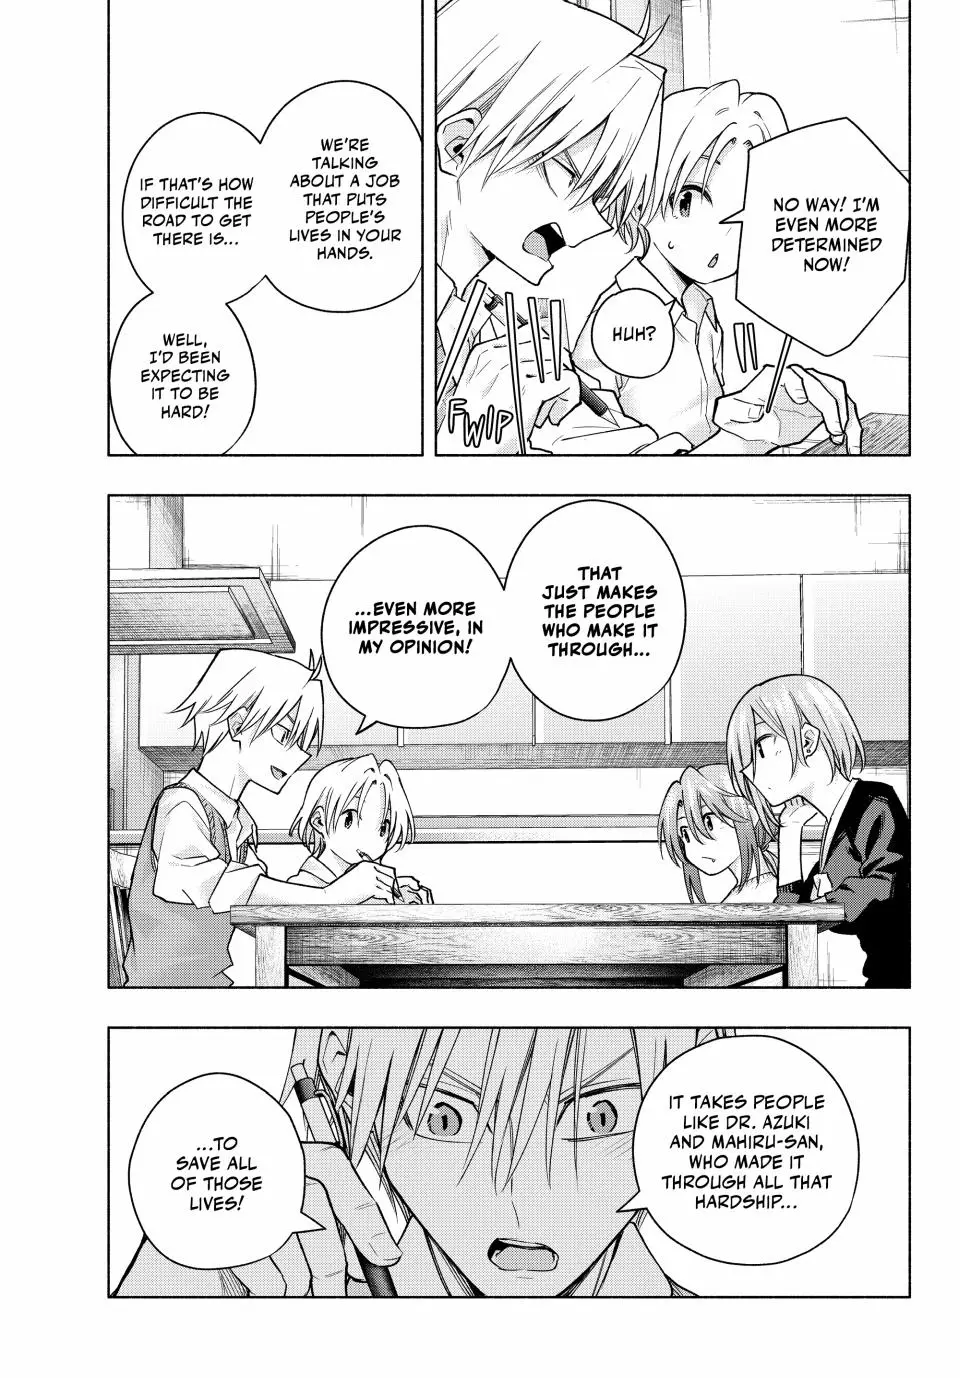 NO WAY! I'M
EVEN MORE
DETERMINED
NOW!
HUH?
FWIP
WE'RE
TALKING
ABOUT A JOB
THAT PUTS
PEOPLE'S
LIVES IN YOUR
HANDS.
IF THAT'S HOW
DIFFICULT THE
ROAD TO GET
THERE IS...
WELL,
I'D BEEN
EXPECTING
IT TO BE
HARD!
THAT
JUST MAKES
THE PEOPLE
WHO MAKE IT
THROUGH...
...EVEN MORE
IMPRESSIVE, IN
MY OPINION!
IT TAKES PEOPLE
LIKE DR. AZUKI
AND MAHIRU-SAN,
WHO MADE IT
THROUGH ALL THAT
HARDSHIP...
...TO
SAVE ALL
OF THOSE
LIVES!